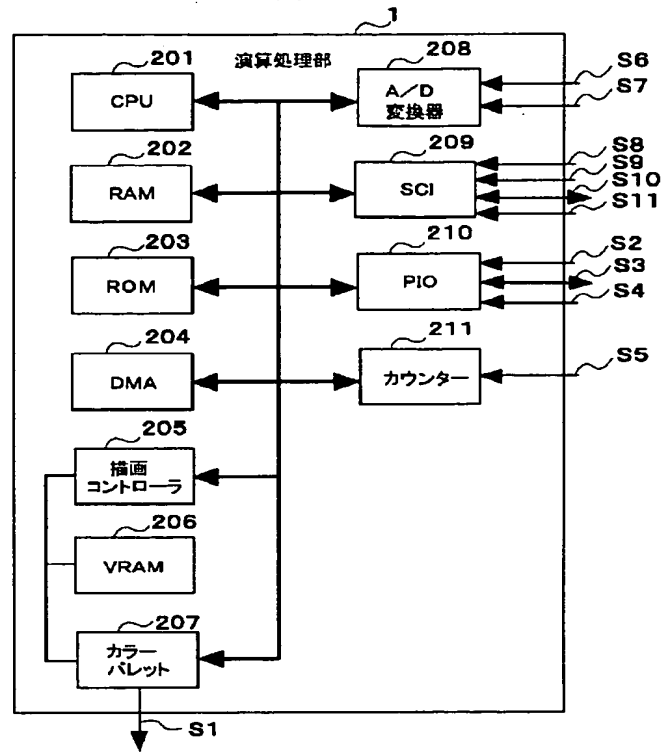 1
演算処理部
201
CPU
202
RAM
203
ROM
204
DMA
205
描画
コントローラ
206
VRAM
207
カラー
パレット
S1
208
A/D
変換器
S6
S7
209
SCI
S8
S9
S10
S11
210
PIO
S2
S3
S4
211
カウンター
S5